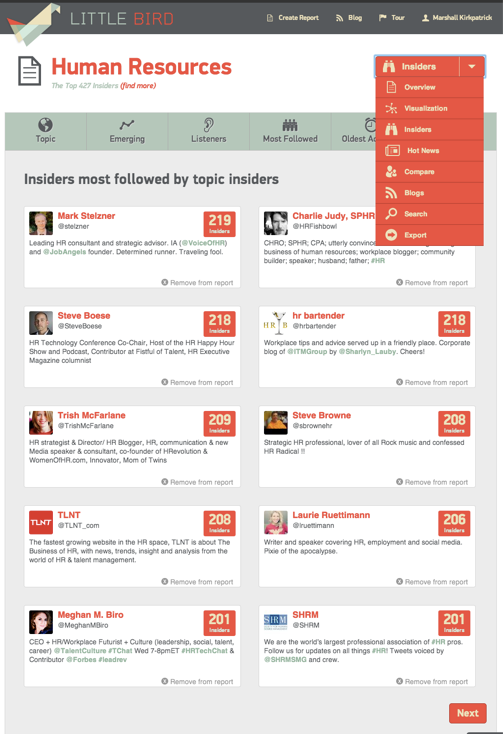 LITTLE BIRD
Create Report
Blog
Tour
Marshall Kirkpatrick
Human Resources
The Top 627 Insiders (find more)
Insiders
Overview
Visualization
Insiders
Hot News
Compare
Blogs
Search
Export
Topic
Emerging
Listeners
Most Followed
Oldest Ac
Insiders most followed by topic insiders
Mark Stelzner
@stelzner
219
Insiders
Leading HR consultant and strategic advisor. IA (@VoiceOfHR)
and @JobAngels founder. Determined runner. Traveling fool.
Remove from report
Charlie Judy, SPHR
@HRFishbowl
CHRO; SPHR; CPA; utterly convinc
business of human resources; workplace blogger; community
builder; speaker; husband; father; #HR
Remove from report
Steve Boese
@SteveBoese
218
Insiders
HR Technology Conference Co-Chair, Host of the HR Happy Hour
Show and Podcast, Contributor at Fistful of Talent, HR Executive
Magazine columnist
Remove from report
HR B
hr bartender
@hrbartender
218
Insiders
Workplace tips and advice served up in a friendly place. Corporate
blog of @ITMGroup by @Sharlyn_Lauby. Cheers!
Remove from report
Trish McFarlane
@TrishMcFarlane
209
Insiders
HR strategist & Director/ HR Blogger, HR, communication & new
Media speaker & consultant, co-founder of HRevolution &
WomenOfHR.com, Innovator, Mom of Twins
Remove from report
Steve Browne
@sbrownehr
208
Insiders
Strategic HR professional, lover of all Rock music and confessed
HR Radical !!
Remove from report
TLNT
TLNT
@TLNT_com
208
Insiders
The fastest growing website in the HR space, TLNT is about The
Business of HR, with news, trends, insight and analysis from the
world of HR & talent management.
Remove from report
Laurie Ruettimann
@lruettimann
206
Insiders
Writer and speaker covering HR, employment and social media.
Pixie of the apocalypse.
Remove from report
Meghan M. Biro
@MeghanMBiro
201
Insiders
CEO + HR/Workplace Futurist + Culture (leadership, social, talent,
career) @TalentCulture #TChat Wed 7-8pmET #HRTechChat &
Contributor @Forbes #leadrev
Remove from report
SHRM
SHRM
@SHRM
201
Insiders
We are the world's largest professional association of #HR pros.
Follow us for updates on all things #HR! Tweets voiced by
@SHRMSMG and crew.
Remove from report
Next